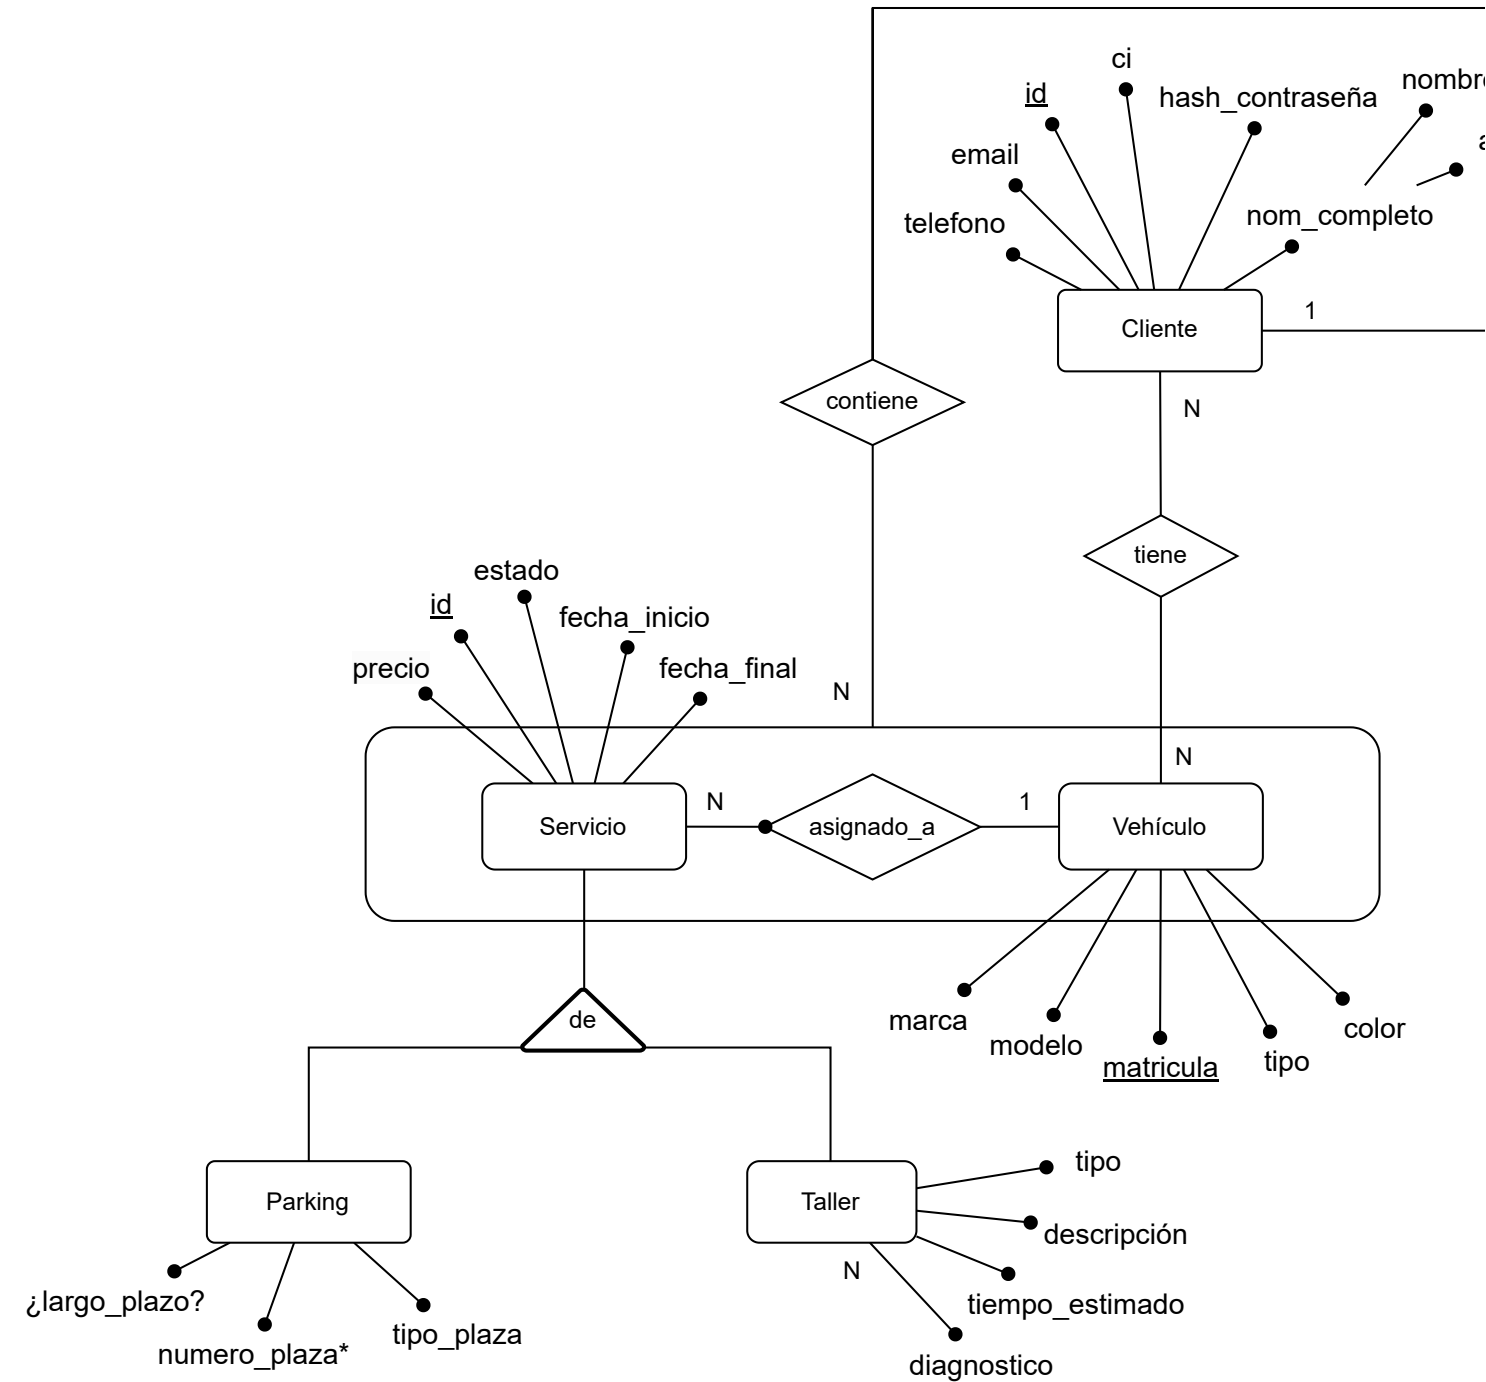 ci
nombre
id
hash_contraseña
email
nom_completo
telefono
Cliente
1
contiene
N
tiene
estado
id
fecha_inicio
precio
fecha_final
N
N
Servicio
N
asignado_a
1
Vehículo
marca
modelo
matricula
tipo
color
de
Parking
Taller
tipo
descripción
N
tiempo_estimado
diagnostico
¿largo_plazo?
numero_plaza*
tipo_plaza